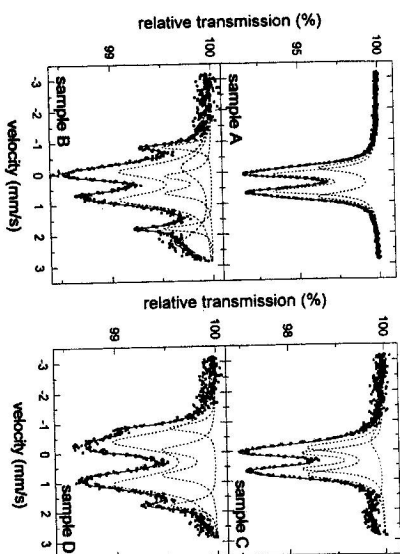 relative transmission (%)
99
100
98
100
-3
-2
-1
0
1
2
3
sample B
sample A
velocity (mm/s)
relative transmission (%)
99
100
98
100
-3
-2
-1
0
1
2
3
sample D
sample C
velocity (mm/s)